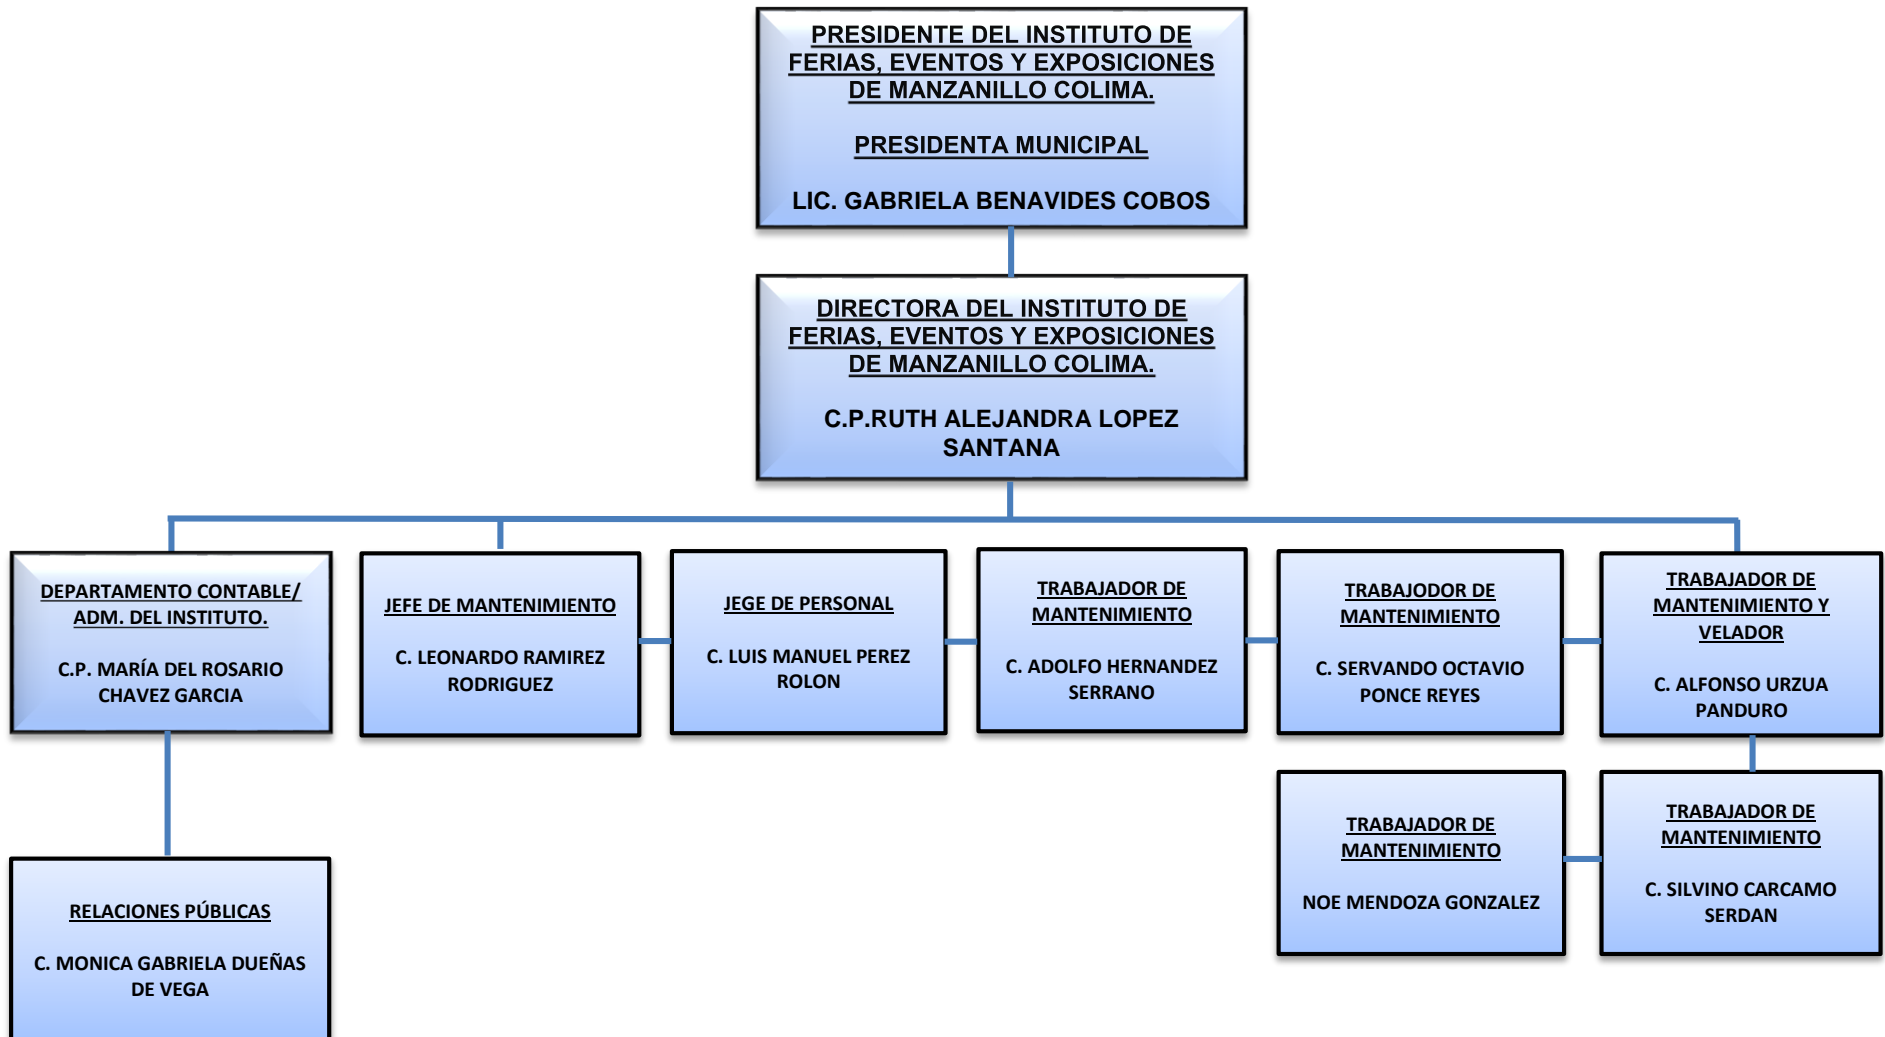 PRESIDENTE DEL INSTITUTO DE
FERIAS, EVENTOS Y EXPOSICIONES
DE MANZANILLO COLIMA.
PRESIDENTA MUNICIPAL
LIC. GABRIELA BENAVIDES COBOS
DIRECTORA DEL INSTITUTO DE
FERIAS, EVENTOS Y EXPOSICIONES
DE MANZANILLO COLIMA.
C.P.RUTH ALEJANDRA LOPEZ
SANTANA
DEPARTAMENTO CONTABLE/
ADM. DEL INSTITUTO.
C.P. MARÍA DEL ROSARIO
CHAVEZ GARCIA
JEFE DE MANTENIMIENTO
C. LEONARDO RAMIREZ
RODRIGUEZ
JEGE DE PERSONAL
C. LUIS MANUEL PEREZ
ROLON
TRABAJADOR DE
MANTENIMIENTO
C. ADOLFO HERNANDEZ
SERRANO
TRABAJODOR DE
MANTENIMIENTO
C. SERVANDO OCTAVIO
PONCE REYES
TRABAJADOR DE
MANTENIMIENTO Y
VELADOR
C. ALFONSO URZUA
PANDURO
RELACIONES PÚBLICAS
C. MONICA GABRIELA DUEÑAS
DE VEGA
TRABAJADOR DE
MANTENIMIENTO
NOE MENDOZA GONZALEZ
TRABAJADOR DE
MANTENIMIENTO
C. SILVINO CARCAMO
SERDAN